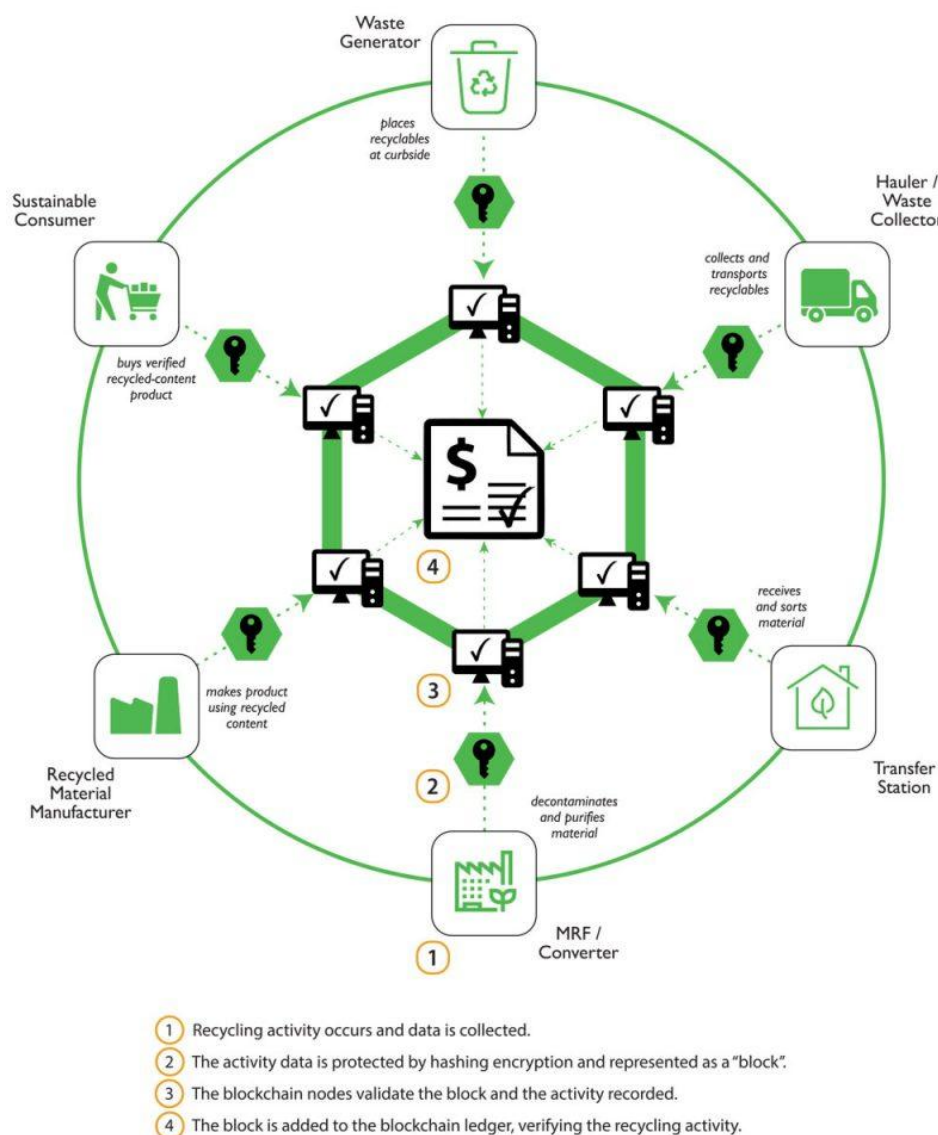 Waste
Generator
places
recyclables
at curbside
Sustainable
Consumer
Hauler /
Waste
Collector
collects and
transports
recyclables
buys verified
recycled-content
product
$
4
receives
and sorts
material
3
makes product
using recycled
content
Recycled
Material
Manufacturer
Transfer
Station
2
decontaminates
and purifies
material
MRF /
Converter
1
1 Recycling activity occurs and data is collected.
2 The activity data is protected by hashing encryption and represented as a "block".
3 The blockchain nodes validate the block and the activity recorded.
4 The block is added to the blockchain ledger, verifying the recycling activity.